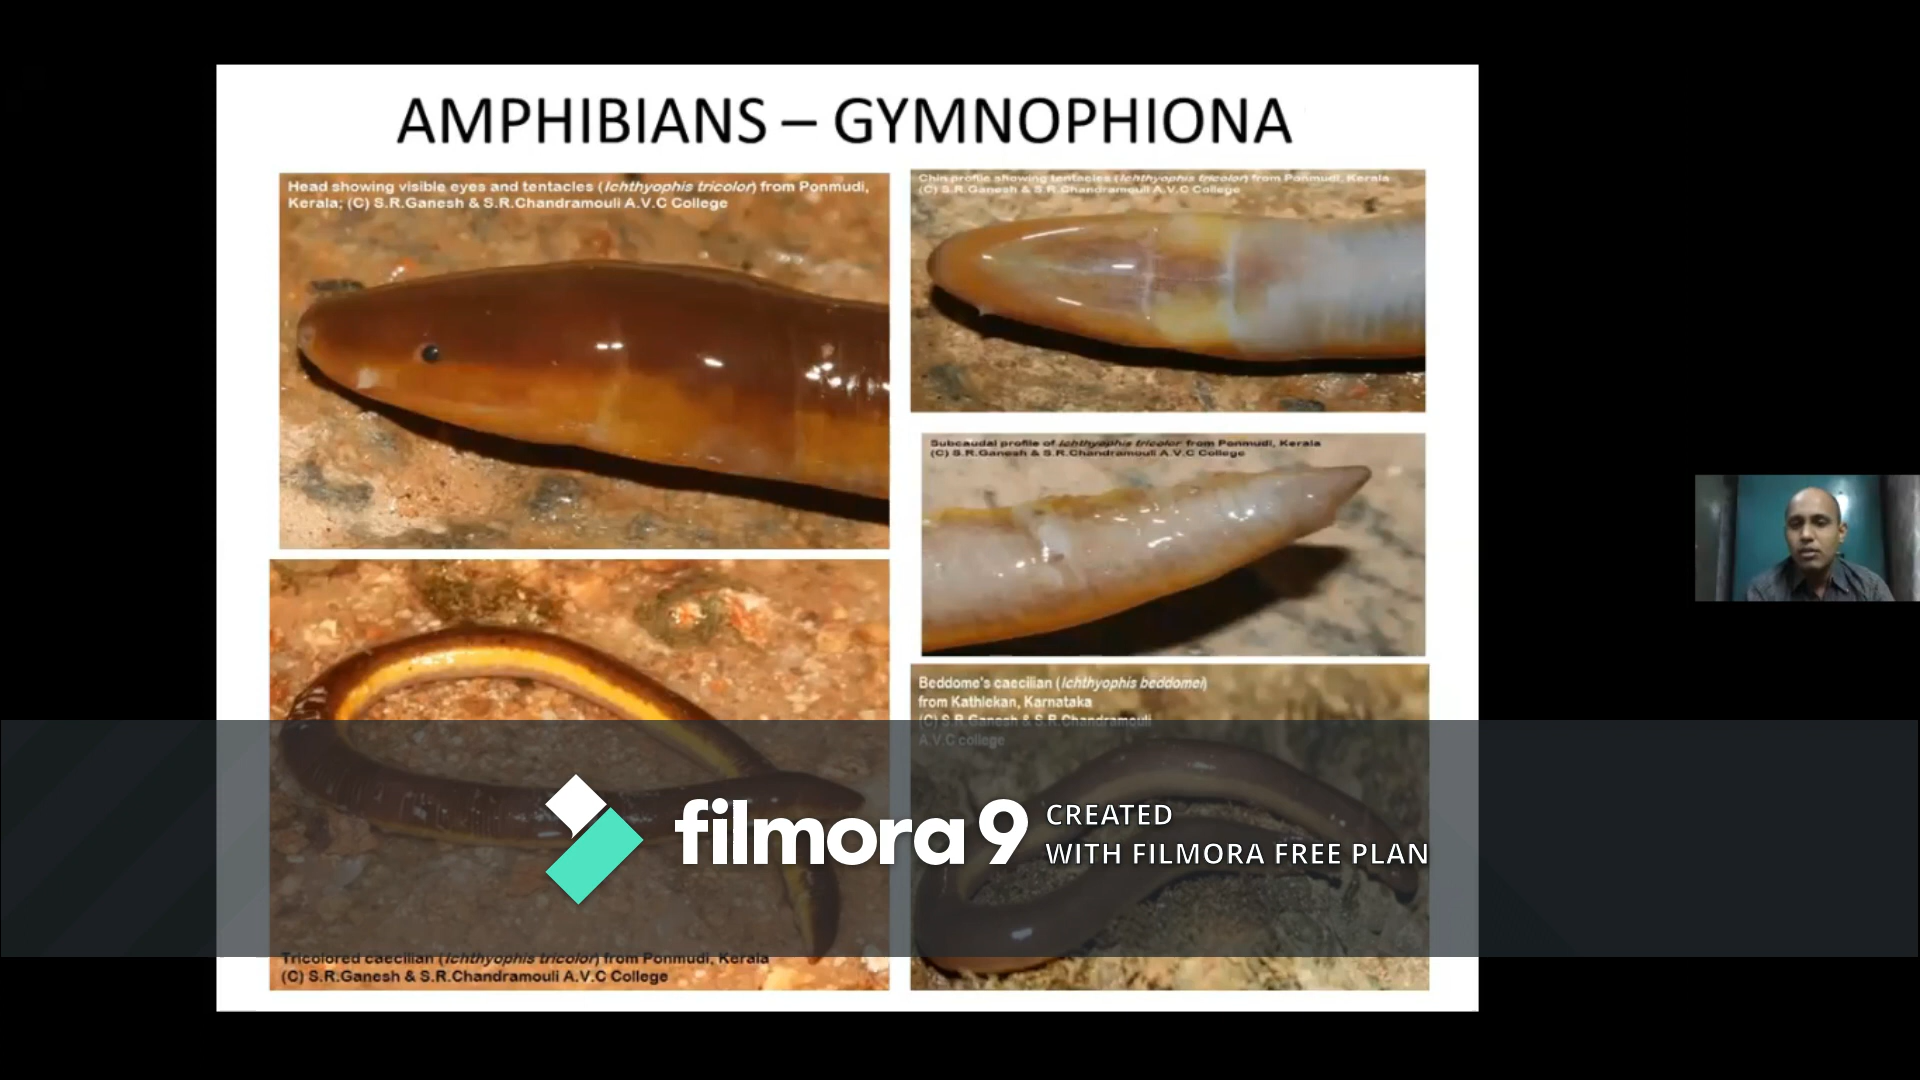 AMPHIBIANS – GYMNOPHIONA
Head showing visible eyes and tentacles (Ichthyophis tricolor) from Ponmudi,
Kerala; (C) S.R.Ganesh & S.R.Chandramouli A.V.C College
Chin profile showing tentacles (Ichthyophis tricolor) from Ponmudi, Kerala
(C) S.R.Ganesh & S.R.Chandramouli A.V.C College
Subcaudal profile of Ichthyophis tricolor from Ponmudi, Kerala
(C) S.R.Ganesh & S.R.Chandramouli A.V.C College
Beddome's caecilian (Ichthyophis beddomei)
from Kathlekan, Karnataka
(C) S.R.Ganesh & S.R.Chandramouli
A.V.C college
filmora9
CREATED
WITH FILMORA FREE PLAN
Tricolored caecilian (Ichthyophis tricolor) from Ponmudi, Kerala
(C) S.R.Ganesh & S.R.Chandramouli A.V.C College